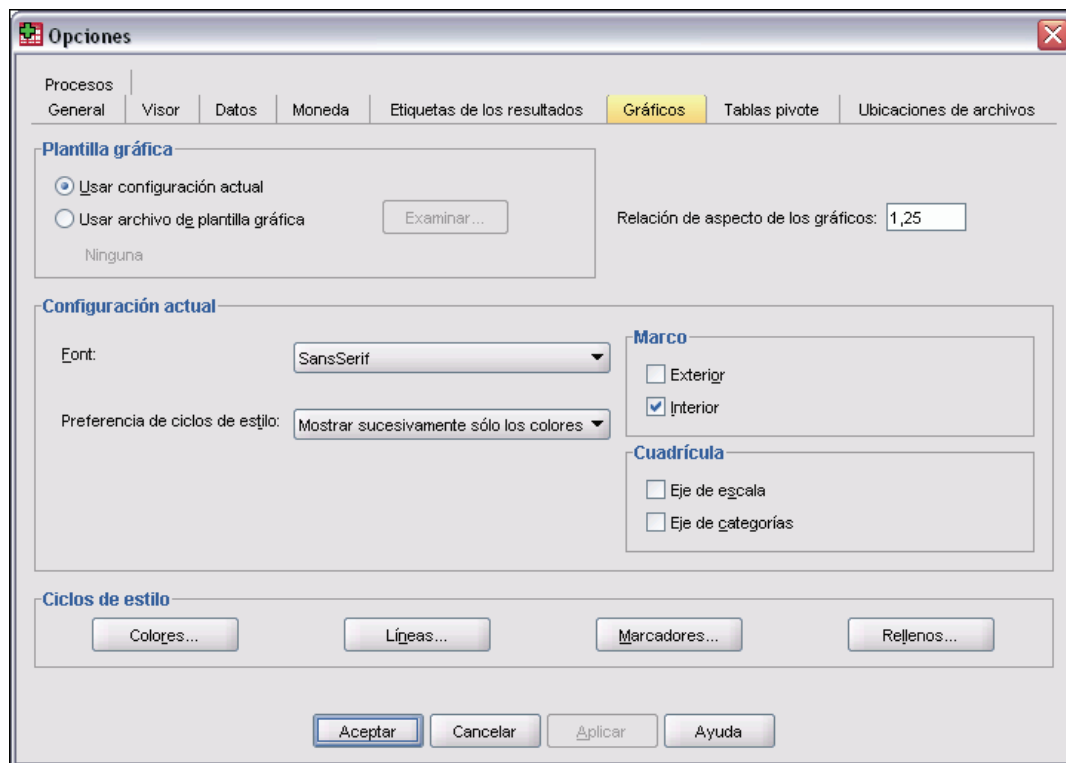 Opciones
Procesos
General Visor Datos Moneda Etiquetas de los resultados Gráficos Tablas pivote Ubicaciones de archivos
Plantilla gráfica
Usar configuración actual
Usar archivo de plantilla gráfica Examinar...
Ninguna
Relación de aspecto de los gráficos: 1,25
Configuración actual
Font: SansSerif
Preferencia de ciclos de estilo: Mostrar sucesivamente sólo los colores
Marco
Exterior
Interior
Cuadrícula
Eje de escala
Eje de categorías
Ciclos de estilo
Colores... Líneas... Marcadores... Rellenos...
Aceptar Cancelar Aplicar Ayuda